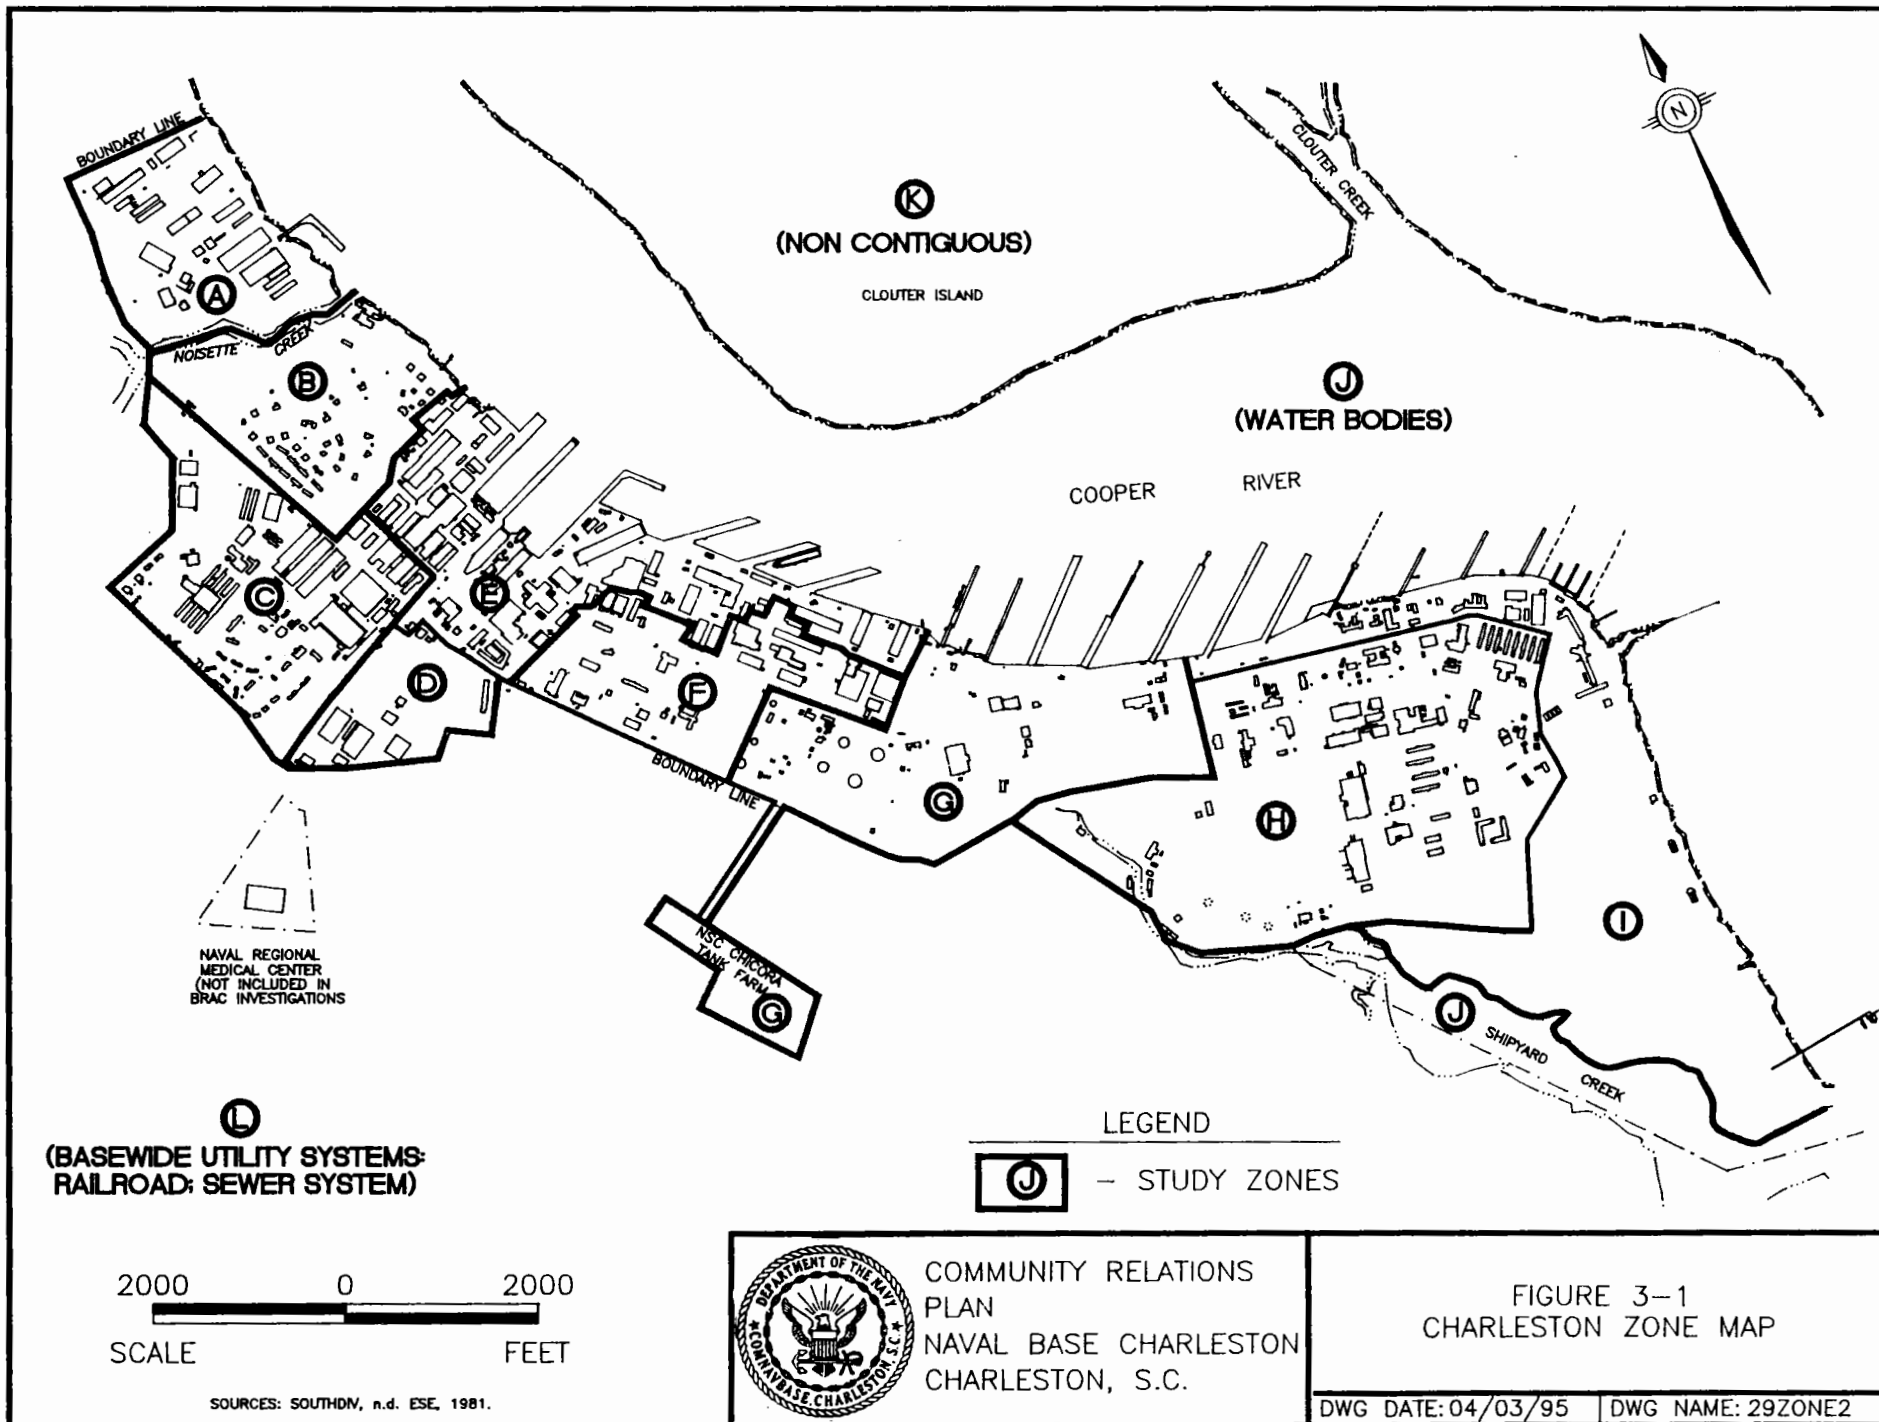 BOUNDARY LINE
N
CLOUTER CREEK
K
(NON CONTIGUOUS)
CLOUTER ISLAND
A
NOISETTE CREEK
B
J
(WATER BODIES)
COOPER RIVER
C
E
D
F
BOUNDARY LINE
G
H
I
NSC CHICORA
TANK FARM
G
J
SHIPYARD CREEK
NAVAL REGIONAL
MEDICAL CENTER
(NOT INCLUDED IN
BRAC INVESTIGATIONS
L
(BASEWIDE UTILITY SYSTEMS:
RAILROAD; SEWER SYSTEM)
LEGEND
J - STUDY ZONES
2000 0 2000
SCALE FEET
SOURCES: SOUTHDIV, n.d. ESE, 1981.
DEPARTMENT OF THE NAVY
COMNAVBASE, CHARLESTON, S.C.
COMMUNITY RELATIONS
PLAN
NAVAL BASE CHARLESTON
CHARLESTON, S.C.
FIGURE 3-1
CHARLESTON ZONE MAP
DWG DATE: 04/03/95 DWG NAME: 29ZONE2